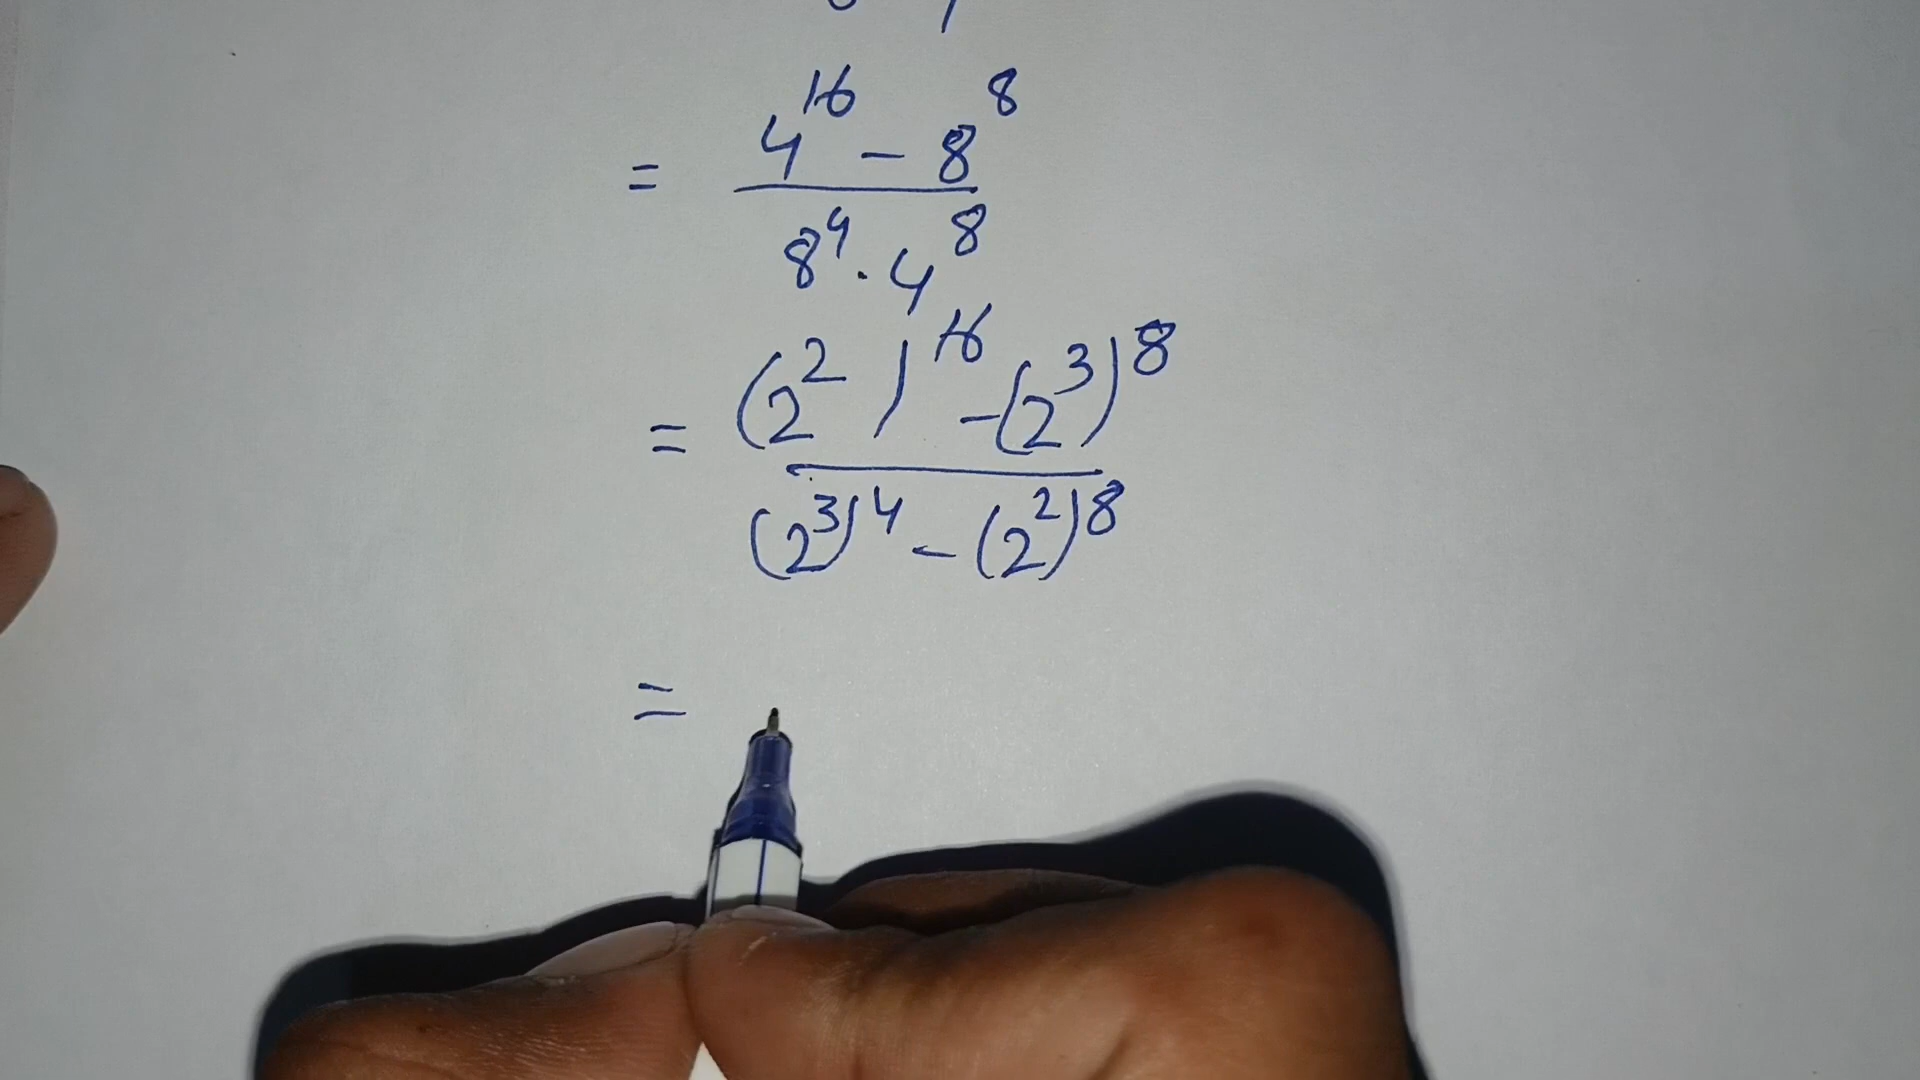 = (4^16 - 8^8) / (8^4 · 4^8)
= ((2^2)^16 - (2^3)^8) / ((2^3)^4 - (2^2)^8)
=